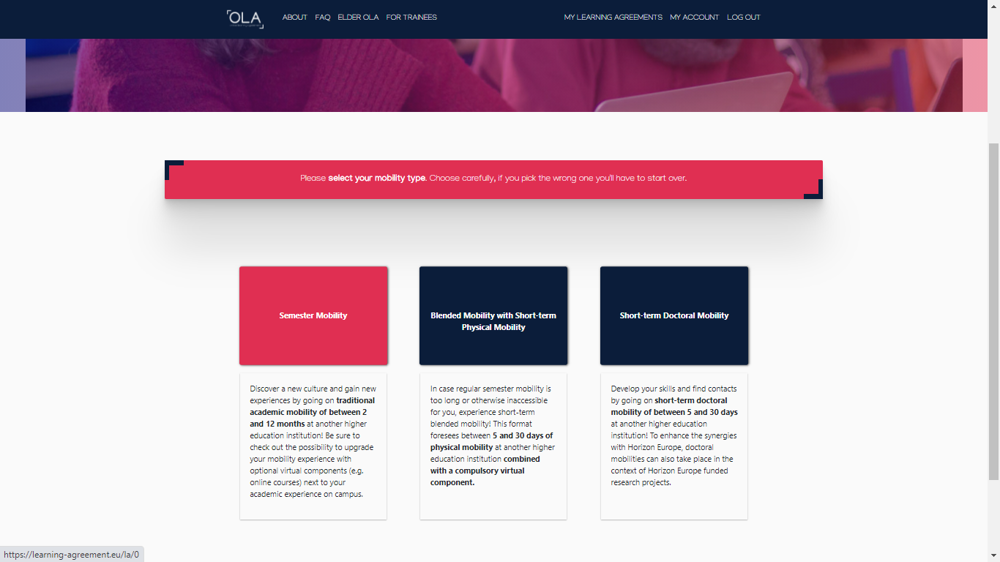 OLA
ABOUT FAQ ELDER OLA FOR TRAINEES MY LEARNING AGREEMENTS MY ACCOUNT LOG OUT
Please select your mobility type. Choose carefully, if you pick the wrong one you'll have to start over.
Semester Mobility
Blended Mobility with Short-term
Physical Mobility
Short-term Doctoral Mobility
Discover a new culture and gain new
experiences by going on traditional
academic mobility of between 2
and 12 months at another higher
education institution! Be sure to
check out the possibility to upgrade
your mobility experience with
optional virtual components (e.g.
online courses) next to your
academic experience on campus.
In case regular semester mobility is
too long or otherwise inaccessible
for you, experience short-term
blended mobility! This format
foresees between 5 and 30 days of
physical mobility at another higher
education institution combined
with a compulsory virtual
component.
Develop your skills and find contacts
by going on short-term doctoral
mobility of between 5 and 30 days
at another higher education
institution! To enhance the synergies
with Horizon Europe, doctoral
mobilities can also take place in the
context of Horizon Europe funded
research projects.
https://learning-agreement.eu/la/0